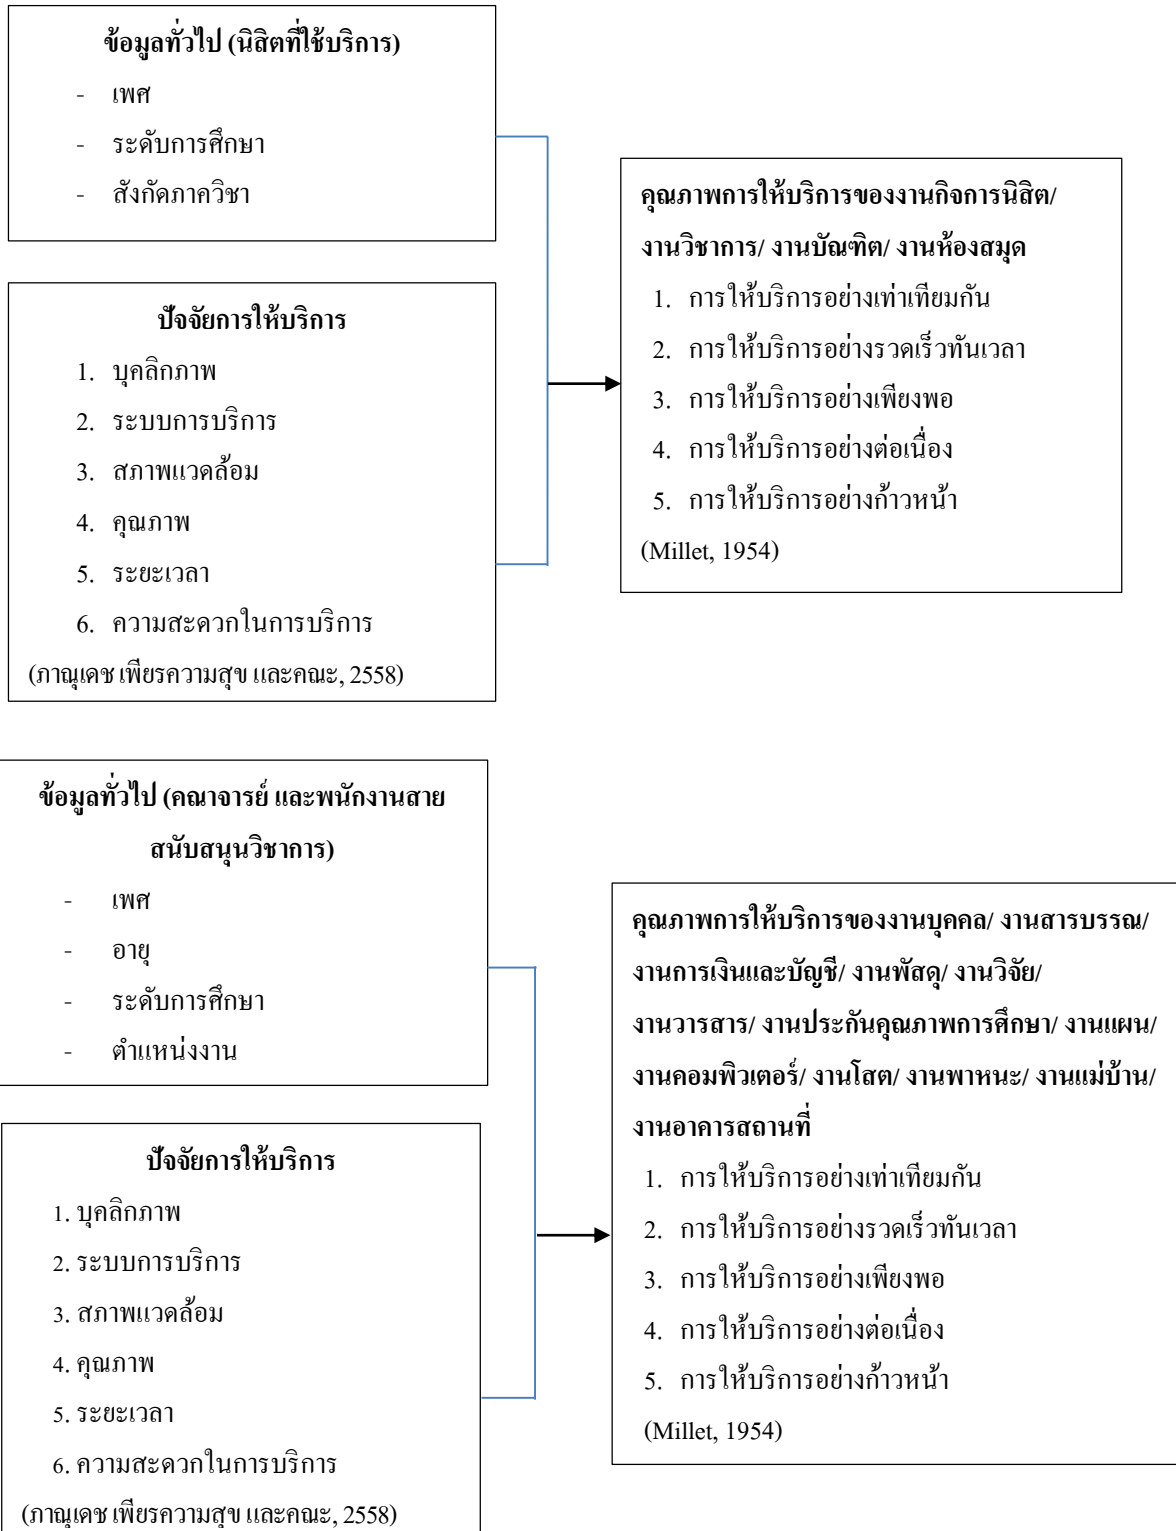 ข้อมูลทั่วไป (นิสิตที่ใช้บริการ)
- เพศ
- ระดับการศึกษา
- สังกัดภาควิชา
ปัจจัยการให้บริการ
1. บุคลิกภาพ
2. ระบบการบริการ
3. สภาพแวดล้อม
4. คุณภาพ
5. ระยะเวลา
6. ความสะดวกในการบริการ
(ภาณุเดช เพียรความสุข และคณะ, 2558)
คุณภาพการให้บริการของงานกิจการนิสิต/
งานวิชาการ/ งานบัณฑิต/ งานห้องสมุด
1. การให้บริการอย่างเท่าเทียมกัน
2. การให้บริการอย่างรวดเร็วทันเวลา
3. การให้บริการอย่างเพียงพอ
4. การให้บริการอย่างต่อเนื่อง
5. การให้บริการอย่างก้าวหน้า
(Millet, 1954)
ข้อมูลทั่วไป (คณาจารย์ และพนักงานสาย
สนับสนุนวิชาการ)
- เพศ
- อายุ
- ระดับการศึกษา
- ตำแหน่งงาน
ปัจจัยการให้บริการ
1. บุคลิกภาพ
2. ระบบการบริการ
3. สภาพแวดล้อม
4. คุณภาพ
5. ระยะเวลา
6. ความสะดวกในการบริการ
(ภาณุเดช เพียรความสุข และคณะ, 2558)
คุณภาพการให้บริการของงานบุคคล/ งานสารบรรณ/
งานการเงินและบัญชี/ งานพัสดุ/ งานวิจัย/
งานวารสาร/ งานประกันคุณภาพการศึกษา/ งานแผน/
งานคอมพิวเตอร์/ งานโสต/ งานพาหนะ/ งานแม่บ้าน/
งานอาคารสถานที่
1. การให้บริการอย่างเท่าเทียมกัน
2. การให้บริการอย่างรวดเร็วทันเวลา
3. การให้บริการอย่างเพียงพอ
4. การให้บริการอย่างต่อเนื่อง
5. การให้บริการอย่างก้าวหน้า
(Millet, 1954)